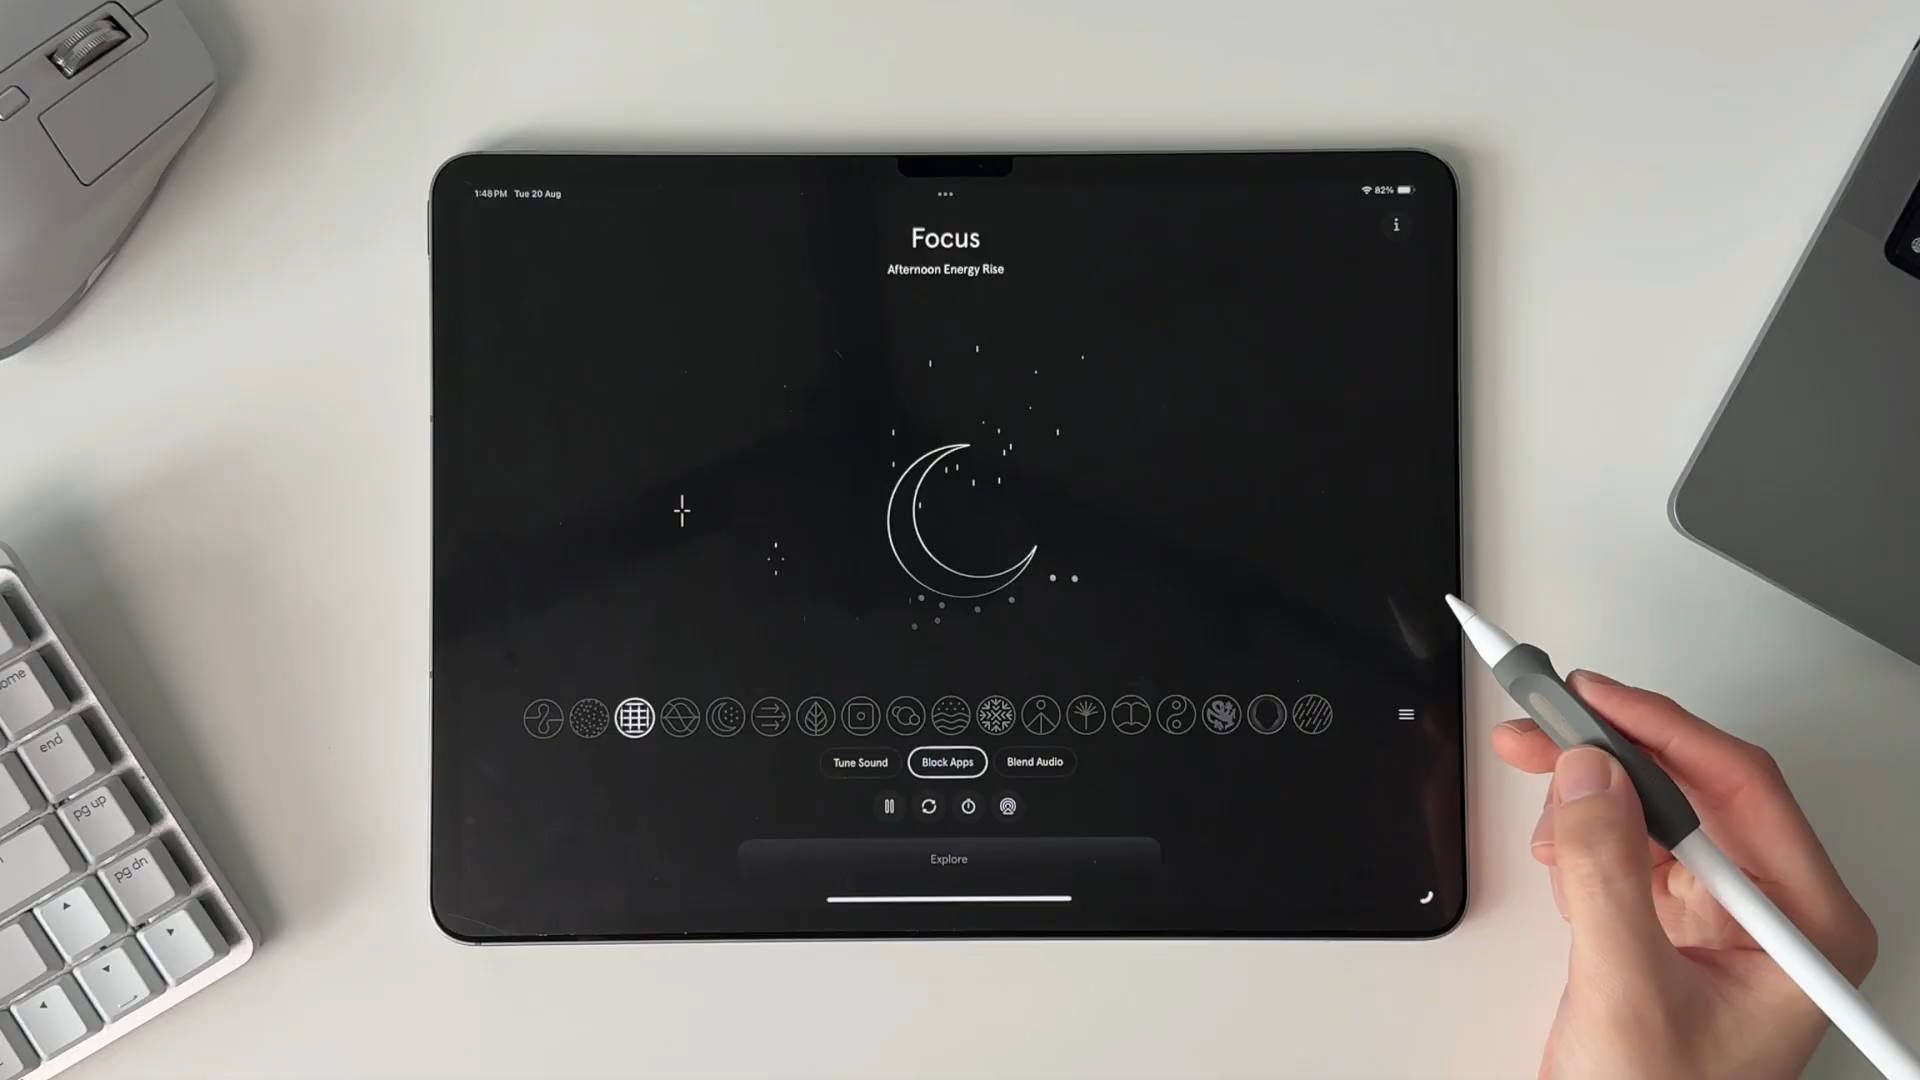 1:48 PM Tue 20 Aug
82%
Focus
i
Afternoon Energy Rise
Tune Sound
Block Apps
Blend Audio
Explore
end
pg up
pg dn